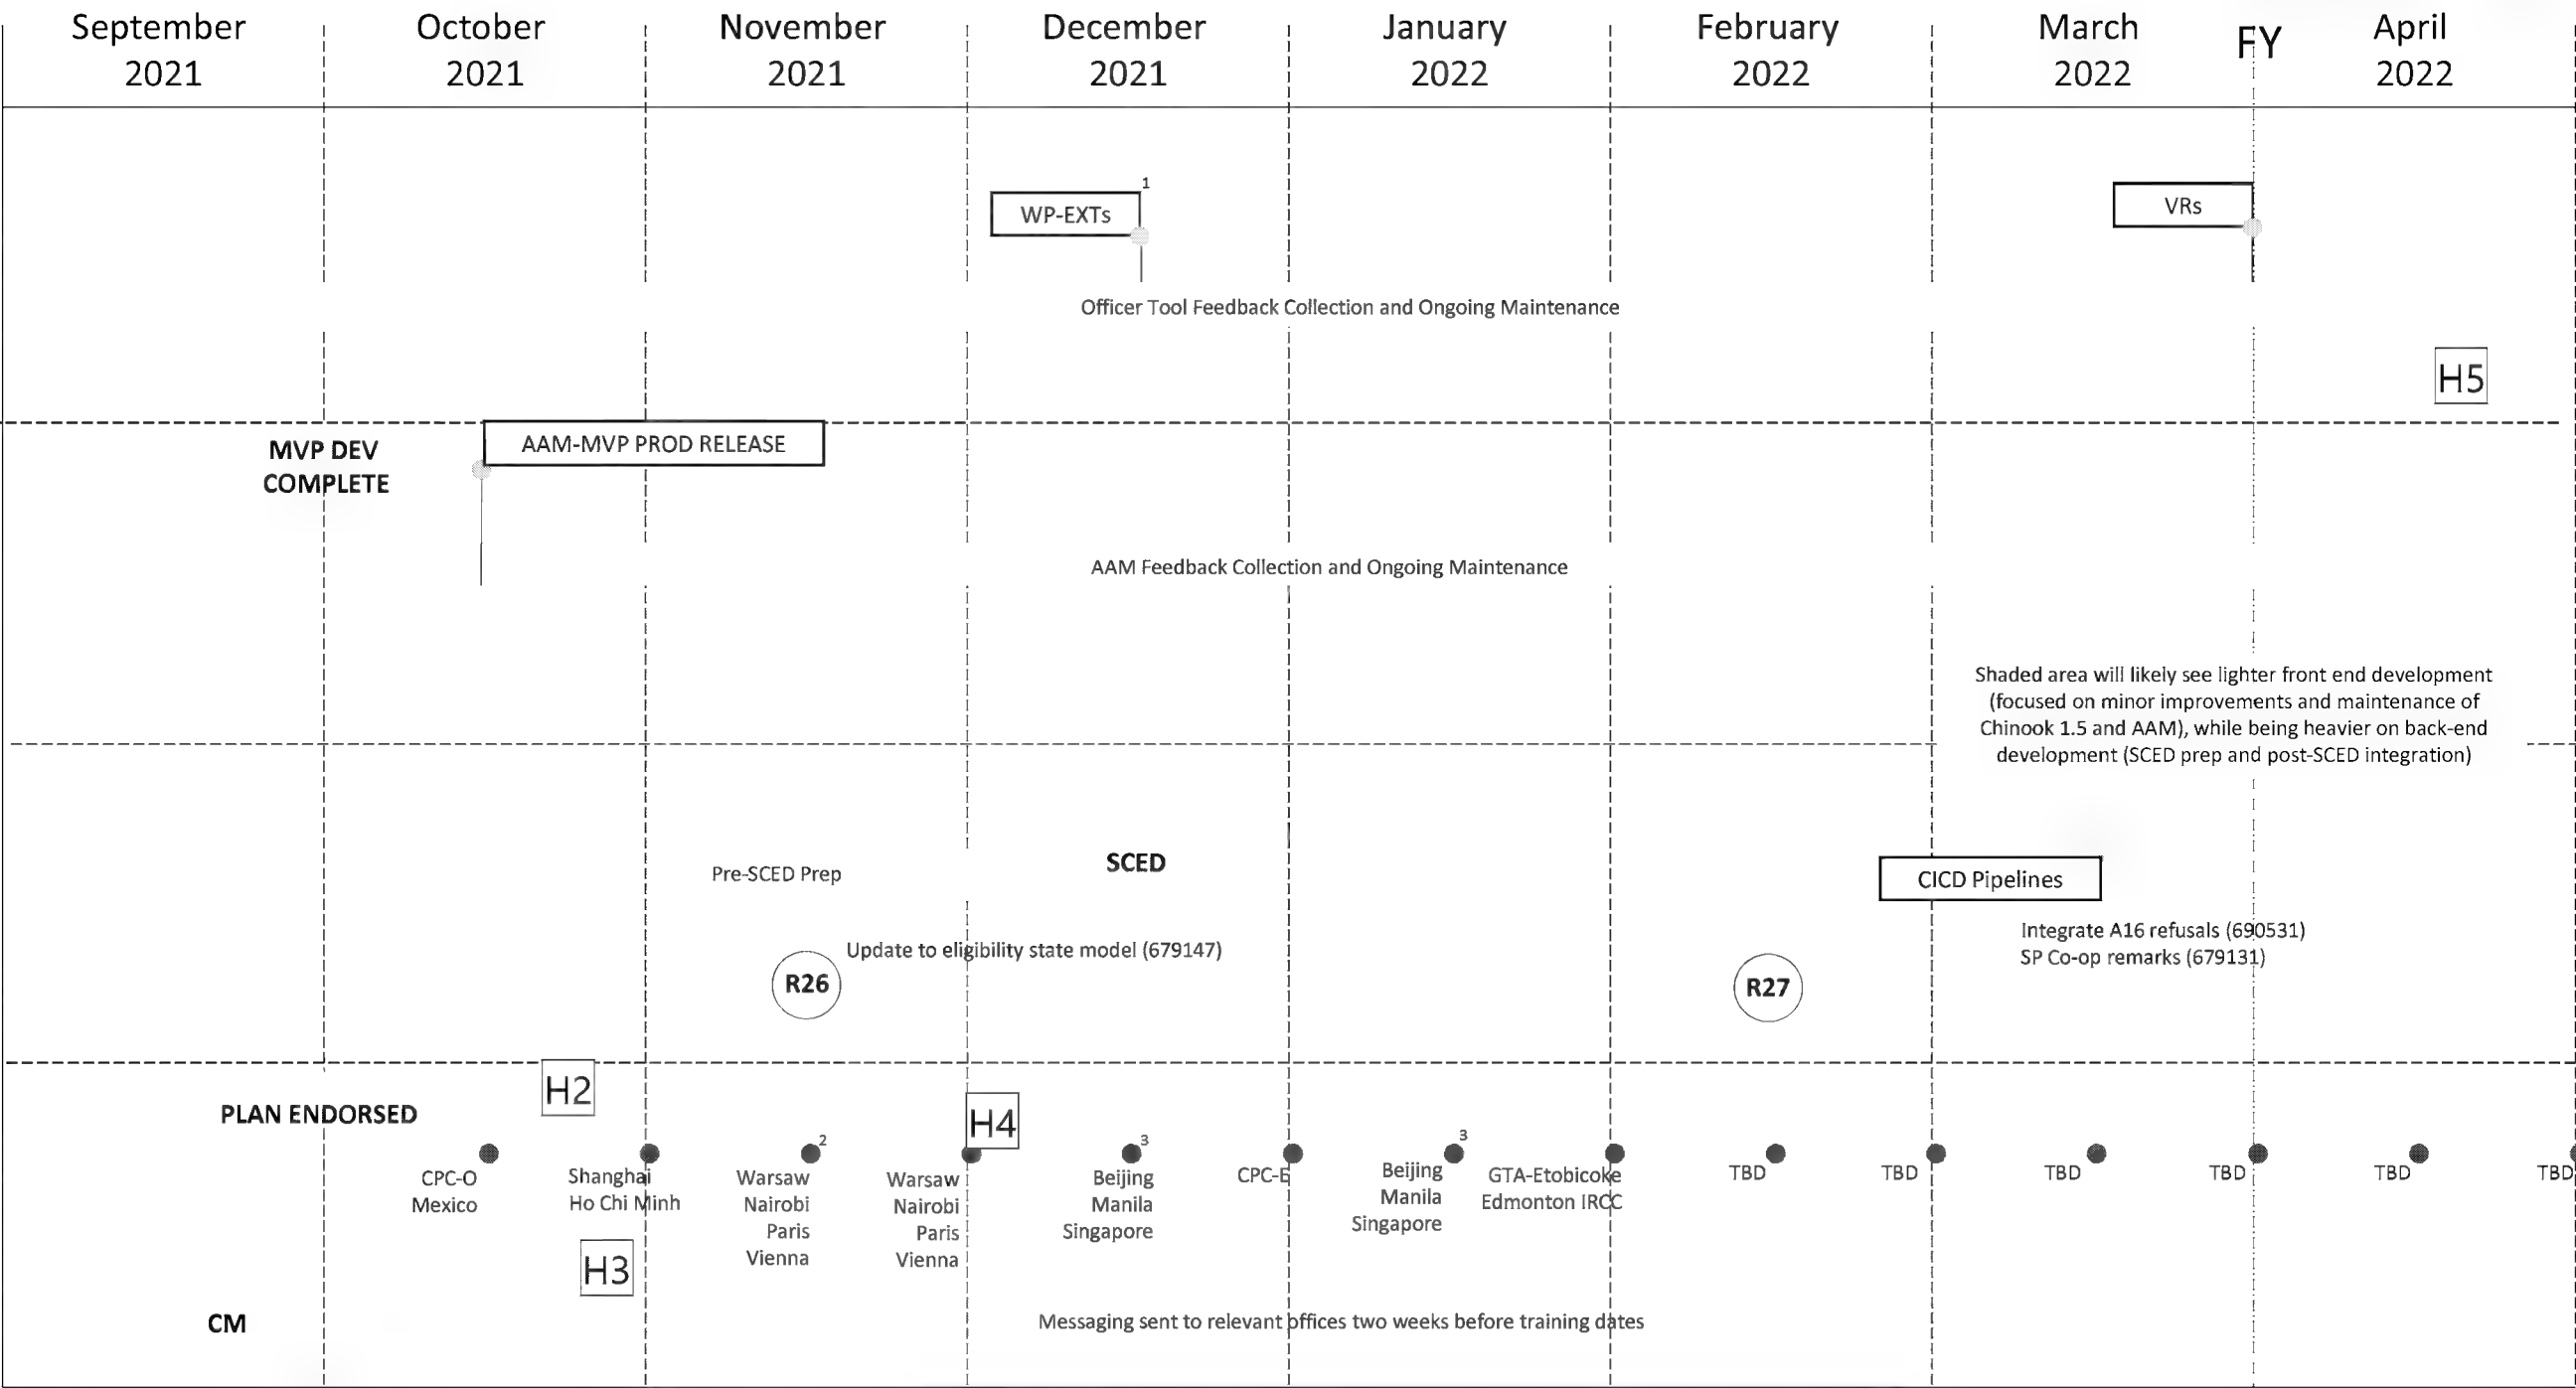 September
2021
October
2021
November
2021
December
2021
January
2022
February
2022
March
2022
FY
April
2022
WP-EXTs
1
VRs
Officer Tool Feedback Collection and Ongoing Maintenance
H5
MVP DEV
COMPLETE
AAM-MVP PROD RELEASE
AAM Feedback Collection and Ongoing Maintenance
Shaded area will likely see lighter front end development
(focused on minor improvements and maintenance of
Chinook 1.5 and AAM), while being heavier on back-end
development (SCED prep and post-SCED integration)
Pre-SCED Prep
SCED
CICD Pipelines
Update to eligibility state model (679147)
R26
R27
Integrate A16 refusals (690531)
SP Co-op remarks (679131)
H2
PLAN ENDORSED
H4
CPC-O
Mexico
Shanghai
Ho Chi Minh
2
Warsaw
Nairobi
Paris
Vienna
Warsaw
Nairobi
Paris
Vienna
3
Beijing
Manila
Singapore
CPC-E
3
Beijing
Manila
Singapore
GTA-Etobicoke
Edmonton IRCC
TBD
TBD
TBD
TBD
TBD
TBD
H3
CM
Messaging sent to relevant offices two weeks before training dates